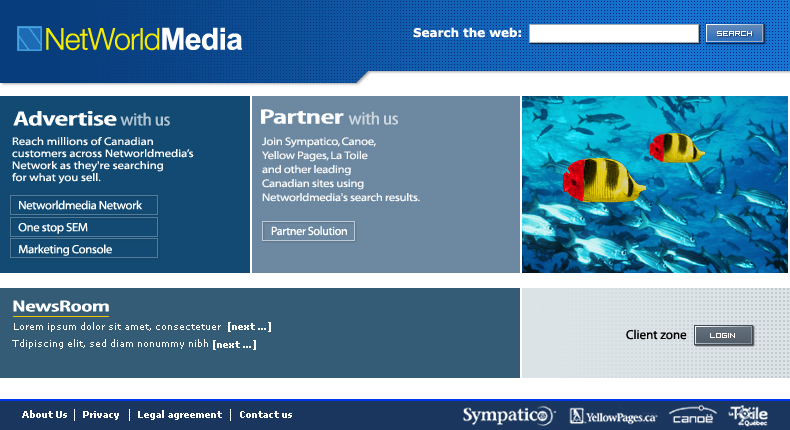 NetWorldMedia
Search the web:
SEARCH
Advertise with us
Reach millions of Canadian
customers across Networldmedia's
Network as they're searching
for what you sell.
Networldmedia Network
One stop SEM
Marketing Console
Partner with us
Join Sympatico, Canoe,
Yellow Pages, La Toile
and other leading
Canadian sites using
Networldmedia's search results.
Partner Solution
NewsRoom
Lorem ipsum dolor sit amet, consectetuer [next ...]
Tdipiscing elit, sed diam nonummy nibh [next ...]
Client zone
LOGIN
About Us | Privacy | Legal agreement | Contact us
Sympatico
YellowPages.ca
canoë
La Toile du Québec